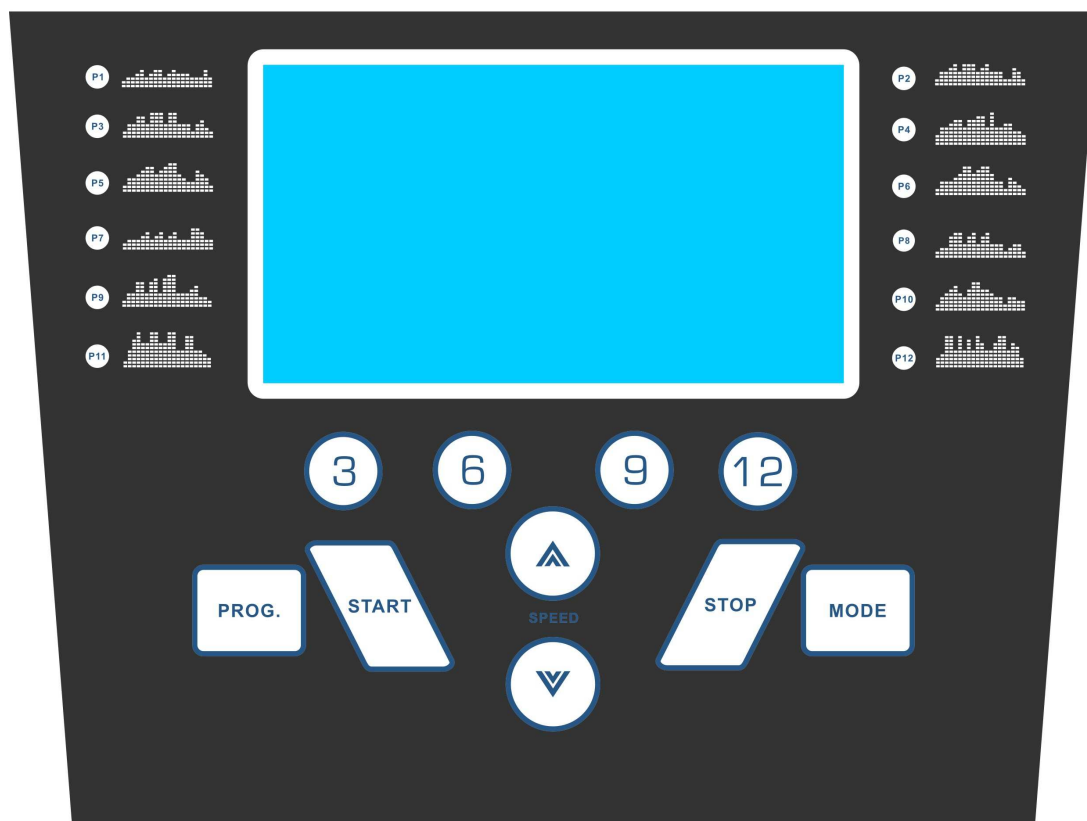 P1
P2
P3
P4
P5
P6
P7
P8
P9
P10
P11
P12
3 6 9 12
PROG. START SPEED STOP MODE